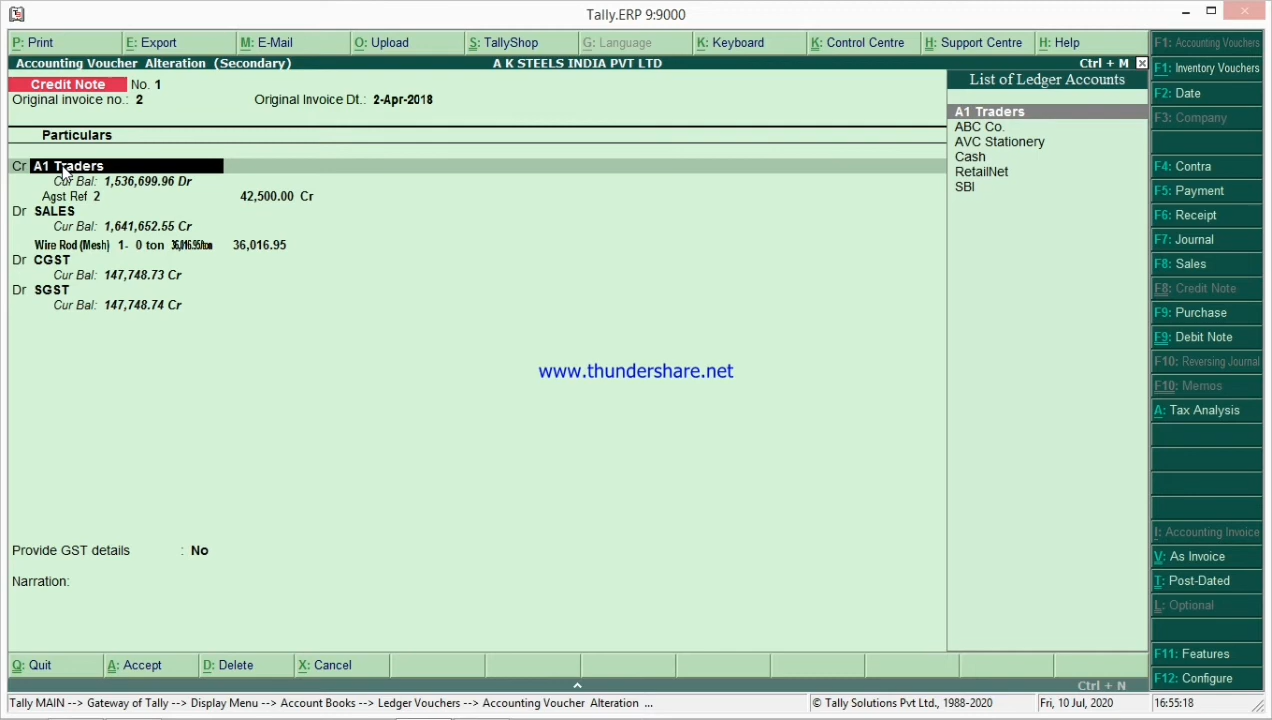 Tally.ERP 9:9000
P: Print E: Export M: E-Mail O: Upload S: TallyShop G: Language K: Keyboard K: Control Centre H: Support Centre H: Help
Accounting Voucher Alteration (Secondary) A K STEELS INDIA PVT LTD Ctrl + M
Credit Note No. 1
Original invoice no.: 2 Original Invoice Dt.: 2-Apr-2018
Particulars
Cr A1 Traders
Cur Bal: 1,536,699.96 Dr
Agst Ref 2 42,500.00 Cr
Dr SALES
Cur Bal: 1,641,652.55 Cr
Wire Rod (Mesh) 1- 0 ton 36,016.95/ton 36,016.95
Dr CGST
Cur Bal: 147,748.73 Cr
Dr SGST
Cur Bal: 147,748.74 Cr
www.thundershare.net
Provide GST details : No
Narration:
List of Ledger Accounts
A1 Traders
ABC Co.
AVC Stationery
Cash
RetailNet
SBI
F1: Accounting Vouchers
F1: Inventory Vouchers
F2: Date
F3: Company
F4: Contra
F5: Payment
F6: Receipt
F7: Journal
F8: Sales
F8: Credit Note
F9: Purchase
F9: Debit Note
F10: Reversing Journal
F10: Memos
A: Tax Analysis
I: Accounting Invoice
V: As Invoice
T: Post-Dated
L: Optional
F11: Features
F12: Configure
Q: Quit A: Accept D: Delete X: Cancel
Ctrl + N
Tally MAIN --> Gateway of Tally --> Display Menu --> Account Books --> Ledger Vouchers --> Accounting Voucher Alteration ... © Tally Solutions Pvt Ltd., 1988-2020 Fri, 10 Jul, 2020 16:55:18